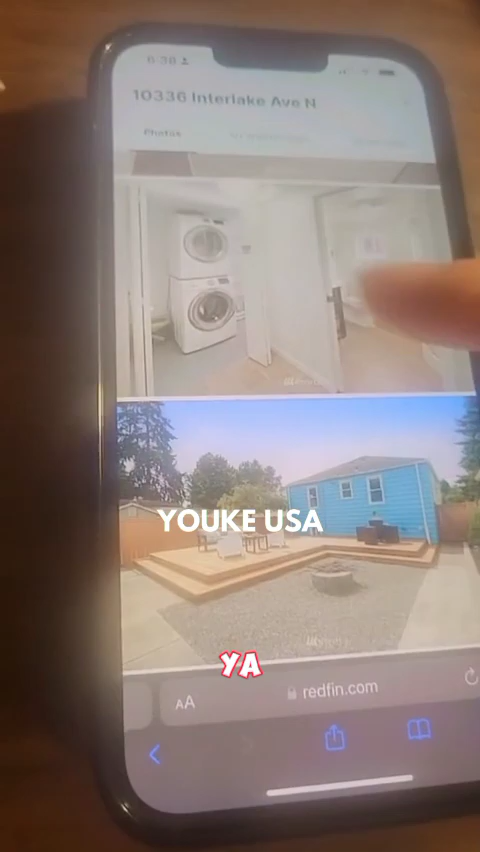 6:38
10336 Interlake Ave N
Photos
YOUKE USA
YA
AA
redfin.com